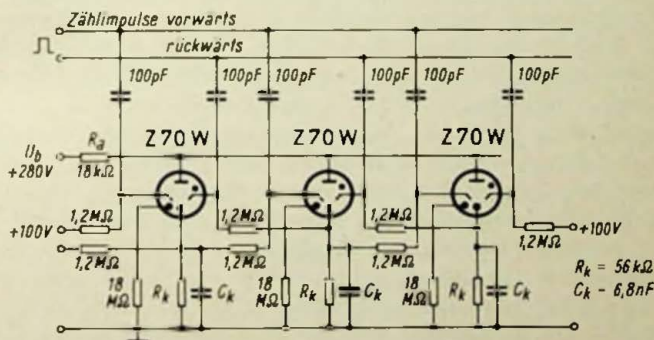 Zählimpulse vorwärts
rückwärts
100pF 100pF 100pF 100pF 100pF 100pF
Z70W Z70W Z70W
Ra
18kΩ
Ub
+280V
+100V
1,2MΩ 1,2MΩ 1,2MΩ 1,2MΩ +100V
1,2MΩ 1,2MΩ 1,2MΩ
18 MΩ Rk Ck 18 MΩ Rk Ck 18 MΩ Rk Ck
Rk = 56kΩ
Ck - 6,8nF